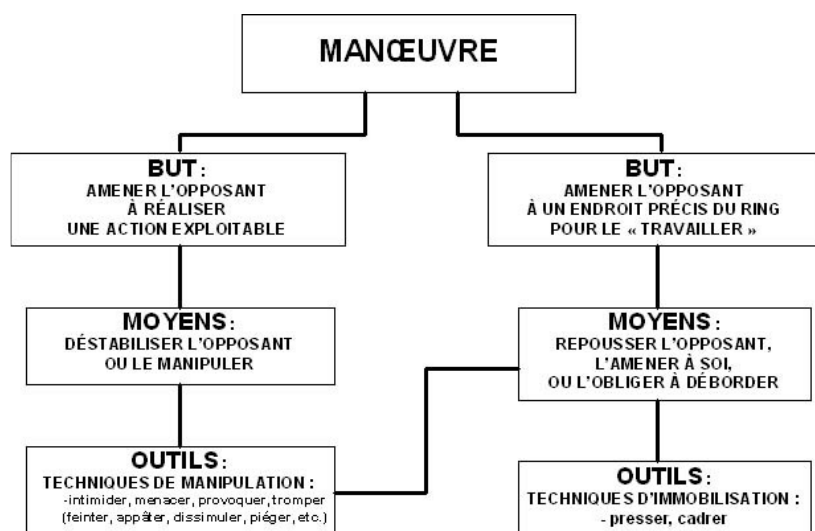 MANŒUVRE
BUT :
AMENER L'OPPOSANT
À RÉALISER
UNE ACTION EXPLOITABLE
BUT:
AMENER L'OPPOSANT
À UN ENDROIT PRÉCIS DU RING
POUR LE « TRAVAILLER »
MOYENS :
DÉSTABILISER L'OPPOSANT
OU LE MANIPULER
MOYENS:
REPOUSSER L'OPPOSANT,
L'AMENER À SOI,
OU L'OBLIGER À DÉBORDER
OUTILS :
TECHNIQUES DE MANIPULATION :
-intimider, menacer, provoquer, tromper
(feinter, appâter, dissimuler, piéger, etc.)
OUTILS :
TECHNIQUES D'IMMOBILISATION :
- presser, cadrer